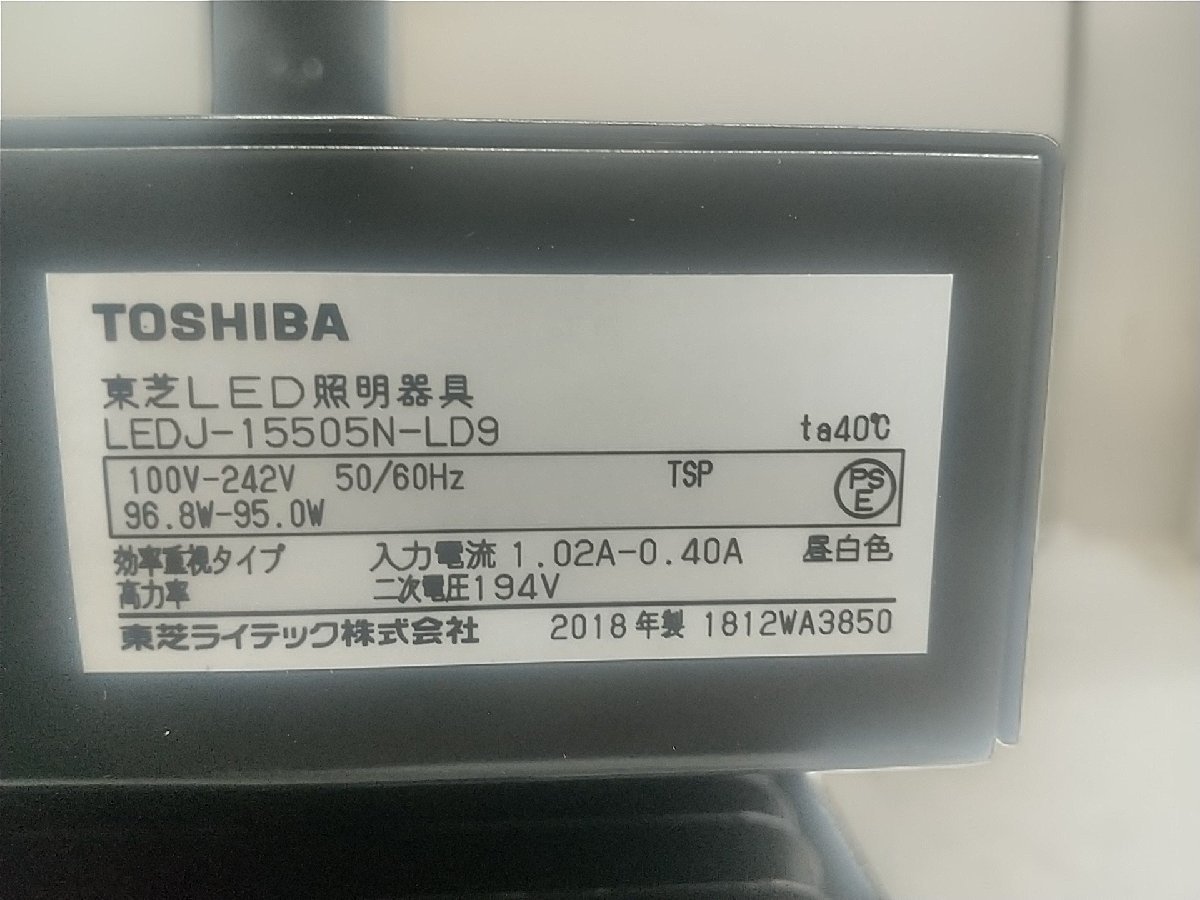 TOSHIBA
東芝LED照明器具
LEDJ-15505N-LD9 ta40℃
100V-242V 50/60Hz TSP PSE
96.8W-95.0W
効率重視タイプ 入力電流 1.02A-0.40A 昼白色
高力率 二次電圧194V
東芝ライテック株式会社 2018年製 1812WA3850